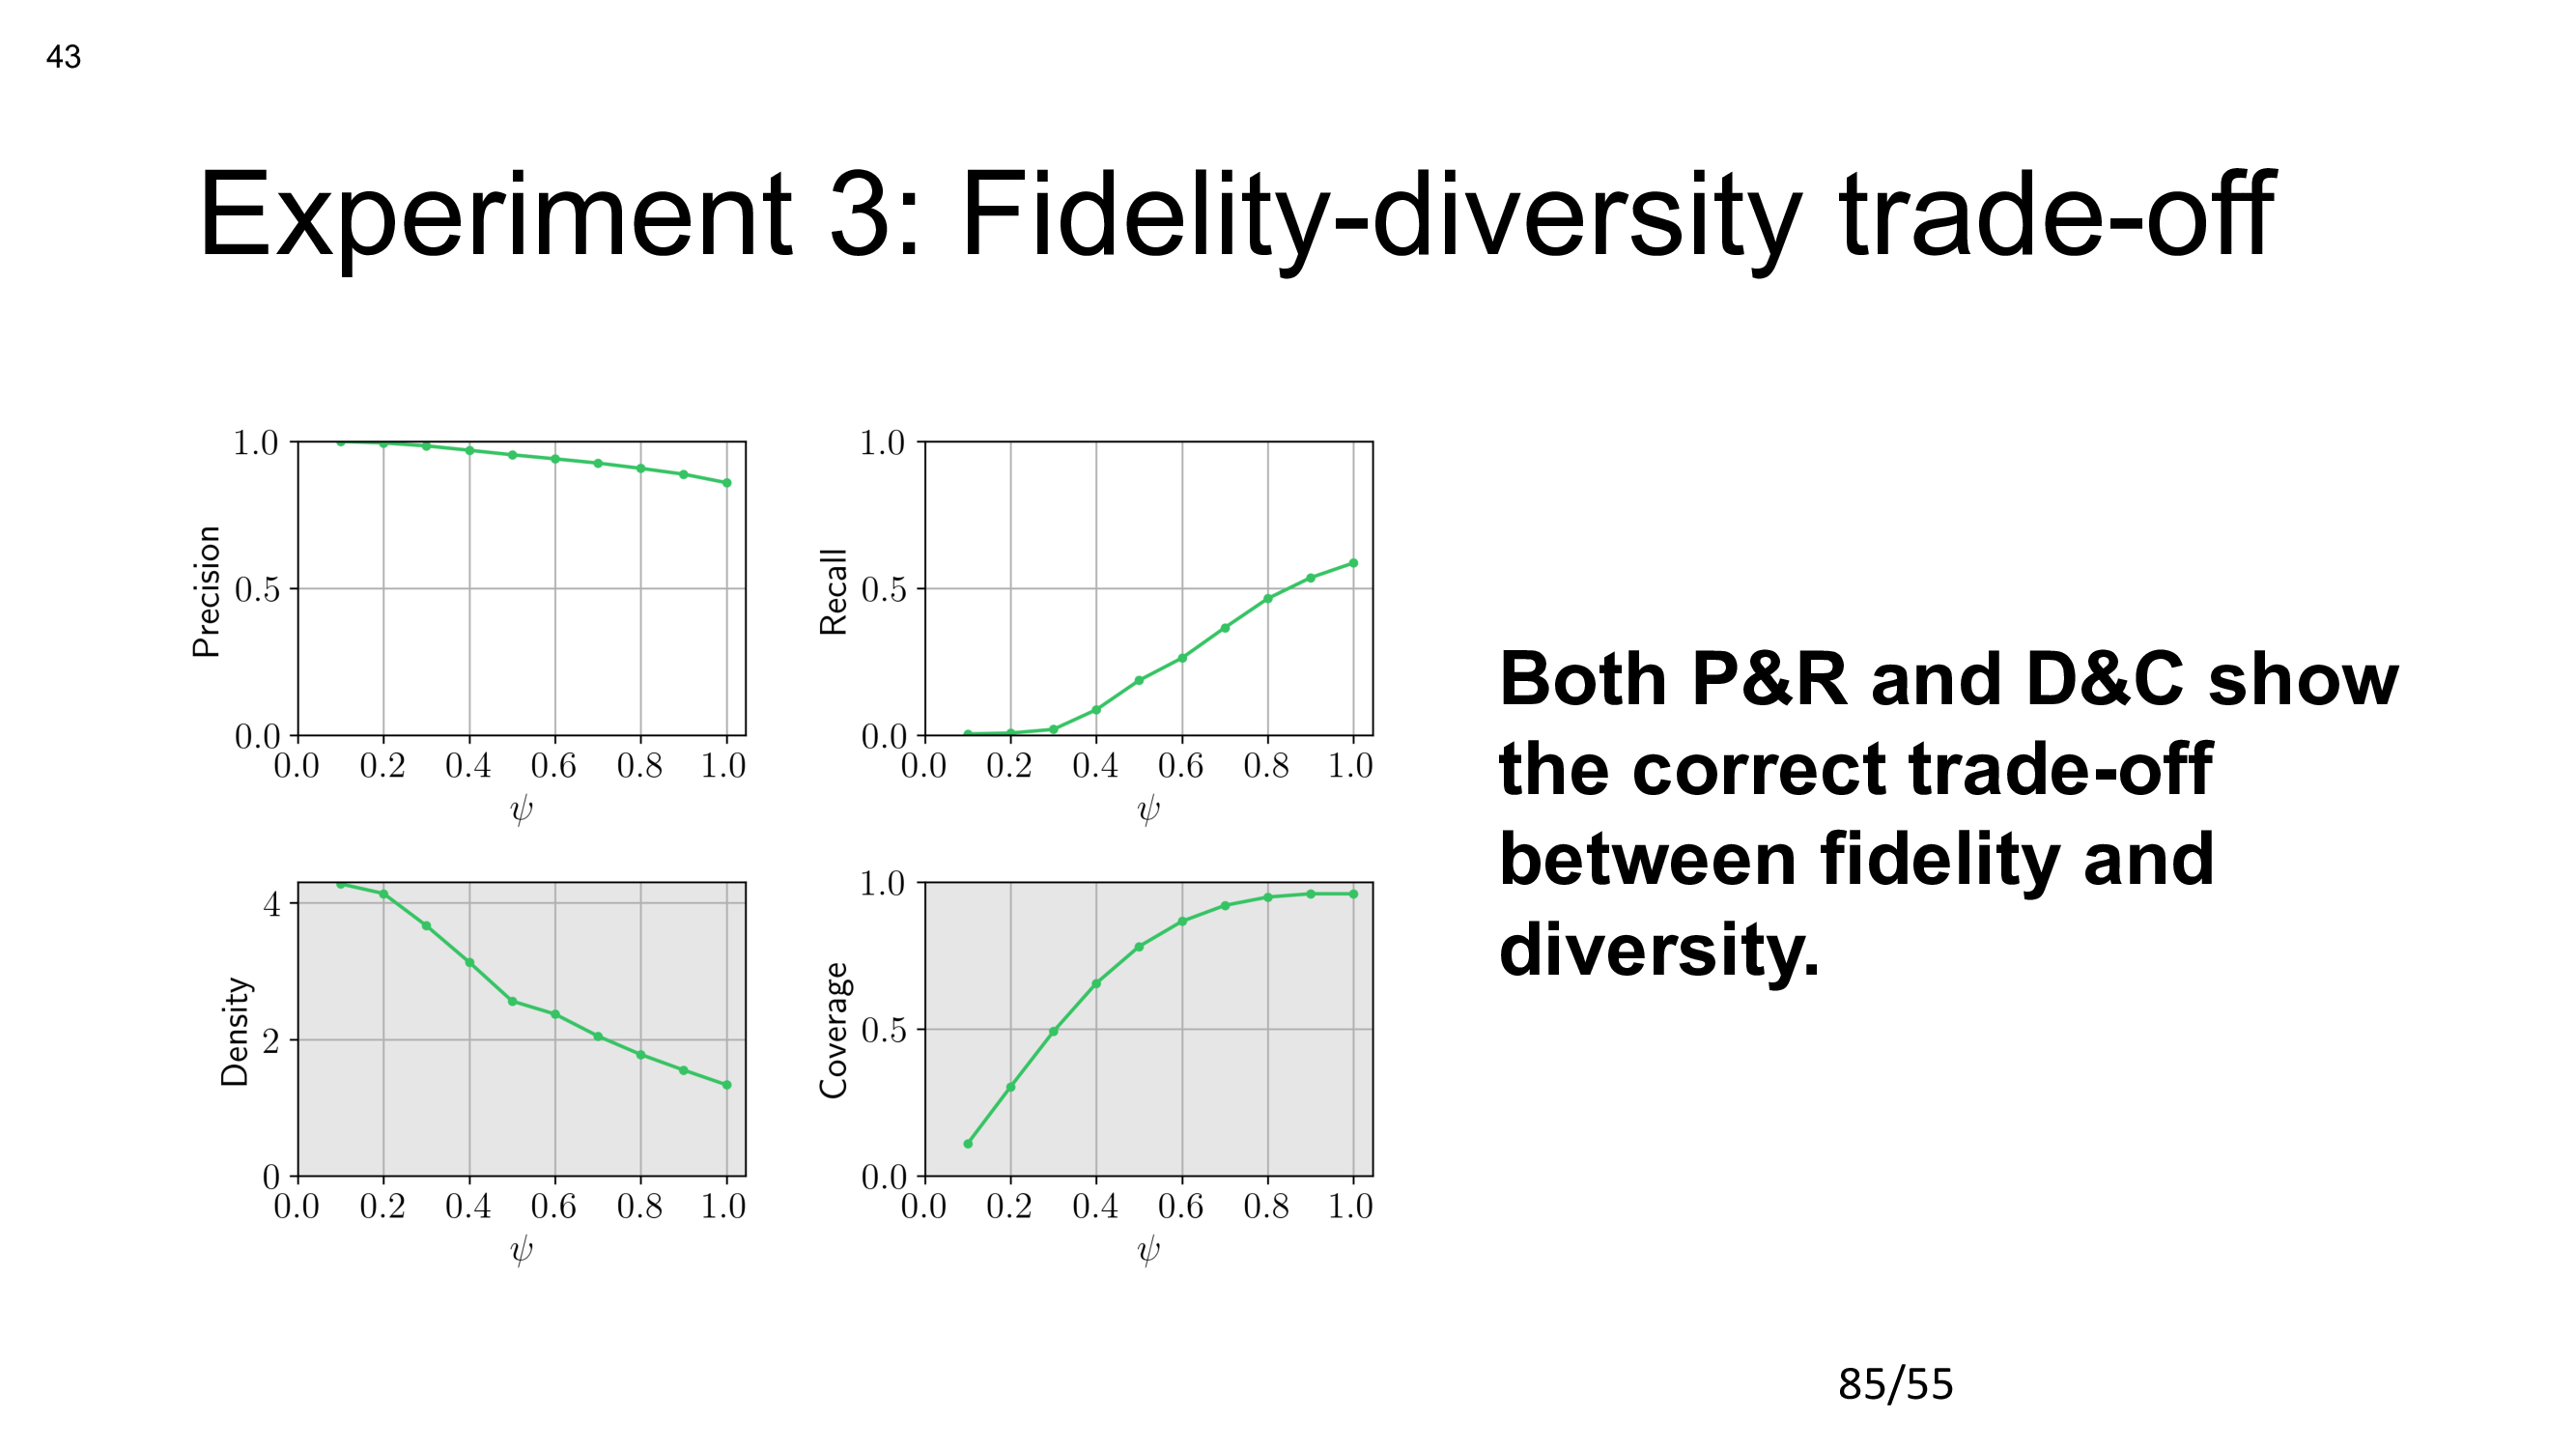 43
Experiment 3: Fidelity-diversity trade-off
1.0
0.5
0.0
Precision
0.0 0.2 0.4 0.6 0.8 1.0
ψ
1.0
0.5
0.0
Recall
0.0 0.2 0.4 0.6 0.8 1.0
ψ
4
2
0
Density
0.0 0.2 0.4 0.6 0.8 1.0
ψ
1.0
0.5
0.0
Coverage
0.0 0.2 0.4 0.6 0.8 1.0
ψ
Both P&R and D&C show
the correct trade-off
between fidelity and
diversity.
85/55